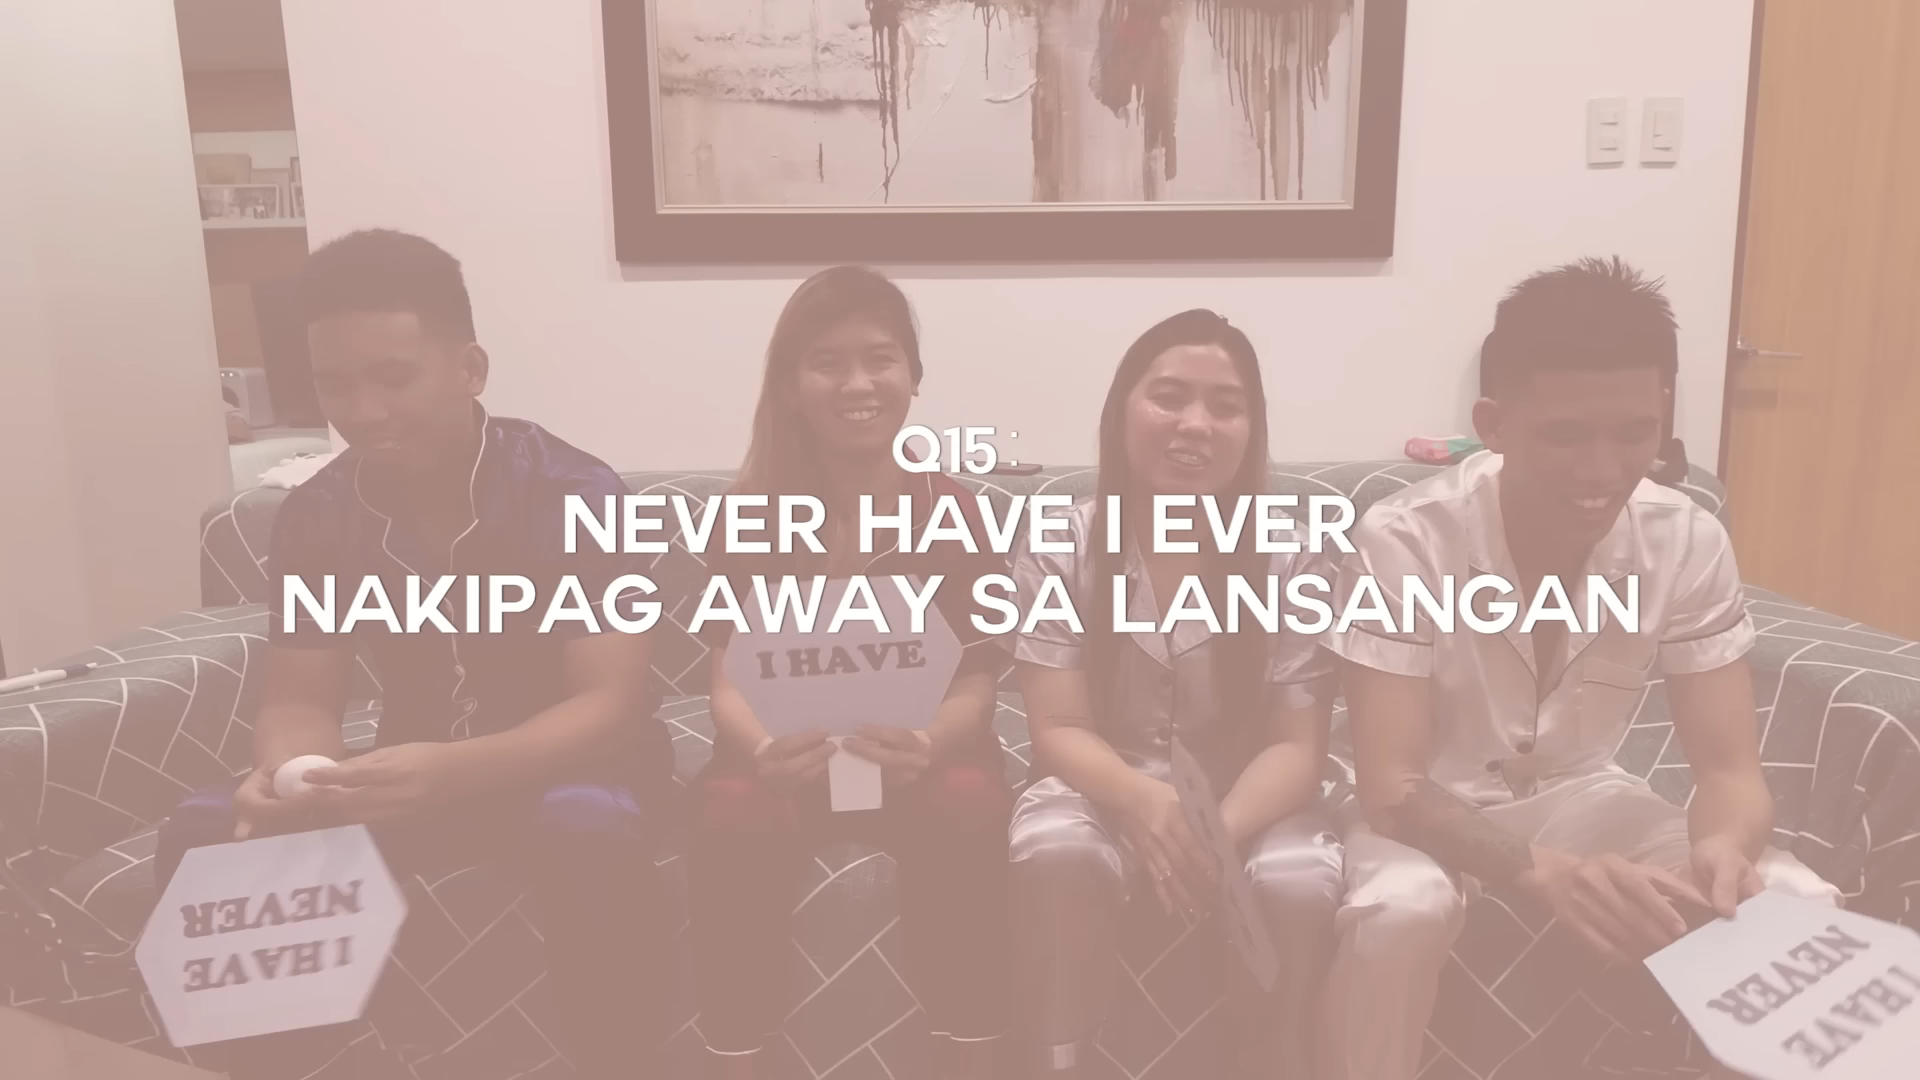 Q15:
NEVER HAVE I EVER
NAKIPAG AWAY SA LANSANGAN
I HAVE
I HAVE
NEVER
I HAVE
NEVER